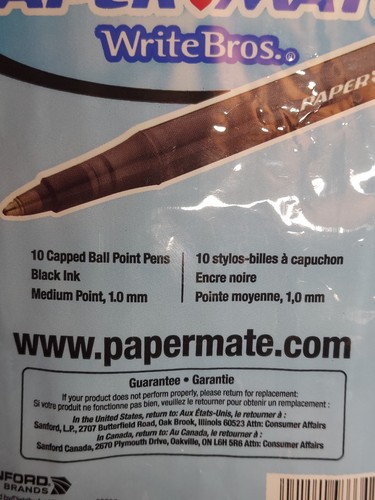 WriteBros.®
PAPER
10 Capped Ball Point Pens
Black Ink
Medium Point, 1.0 mm
10 stylos-billes à capuchon
Encre noire
Pointe moyenne, 1,0 mm
www.papermate.com
Guarantee • Garantie
If your product does not perform properly, please return for replacement:
Si votre produit ne fonctionne pas bien, veuillez le retourner pour obtenir un remplacement :
In the United States, return to: Aux États-Unis, le retourner à :
Sanford, L.P., 2707 Butterfield Road, Oak Brook, Illinois 60523 Attn: Consumer Affairs
In Canada, return to: Au Canada, le retourner à :
Sanford Canada, 2670 Plymouth Drive, Oakville, ON L6H 5R6 Attn: Consumer Affairs
NFORD
BRANDS